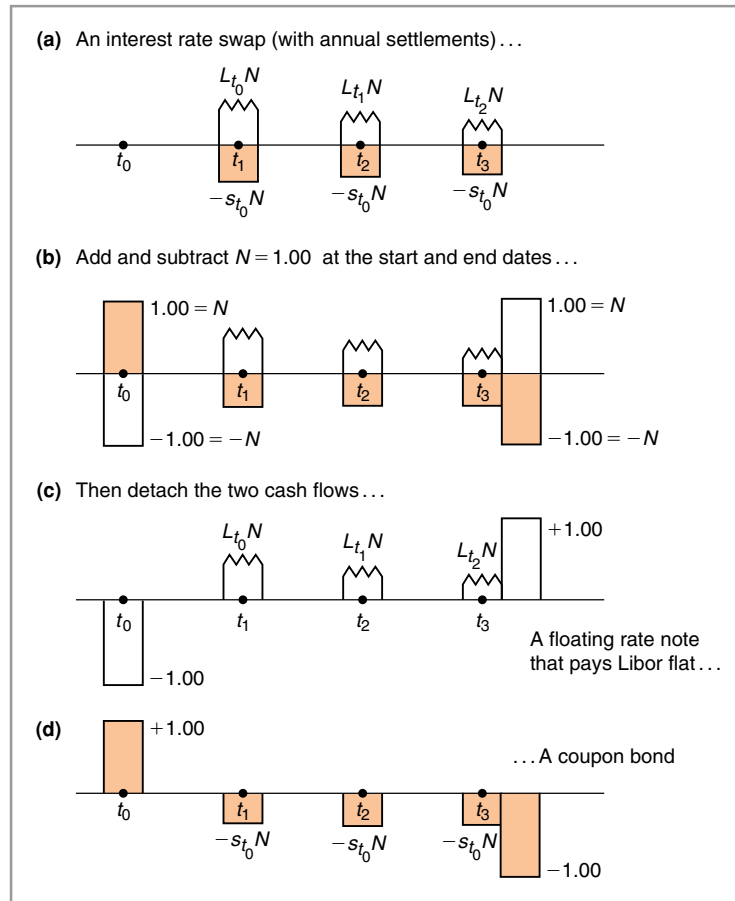 (a) An interest rate swap (with annual settlements)...
L_{t_0}N L_{t_1}N L_{t_2}N
t_0 t_1 t_2 t_3
−s_{t_0}N −s_{t_0}N −s_{t_0}N
(b) Add and subtract N = 1.00 at the start and end dates...
1.00 = N 1.00 = N
t_0 t_1 t_2 t_3
−1.00 = −N −1.00 = −N
(c) Then detach the two cash flows...
L_{t_0}N L_{t_1}N L_{t_2}N +1.00
t_0 t_1 t_2 t_3
A floating rate note
that pays Libor flat...
−1.00
(d) +1.00
...A coupon bond
t_0 t_1 t_2 t_3
−s_{t_0}N −s_{t_0}N −s_{t_0}N
−1.00